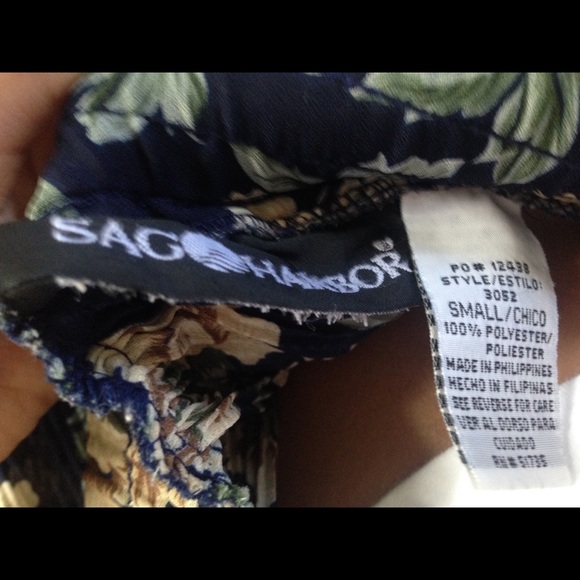 SAG HARBOR®
PO# 12438
STYLE/ESTILO:
3052
SMALL/CHICO
100% POLYESTER/
POLIESTER
MADE IN PHILIPPINES
HECHO EN FILIPINAS
SEE REVERSE FOR CARE
VER AL DORSO PARA
CUIDADO
RN# 51735